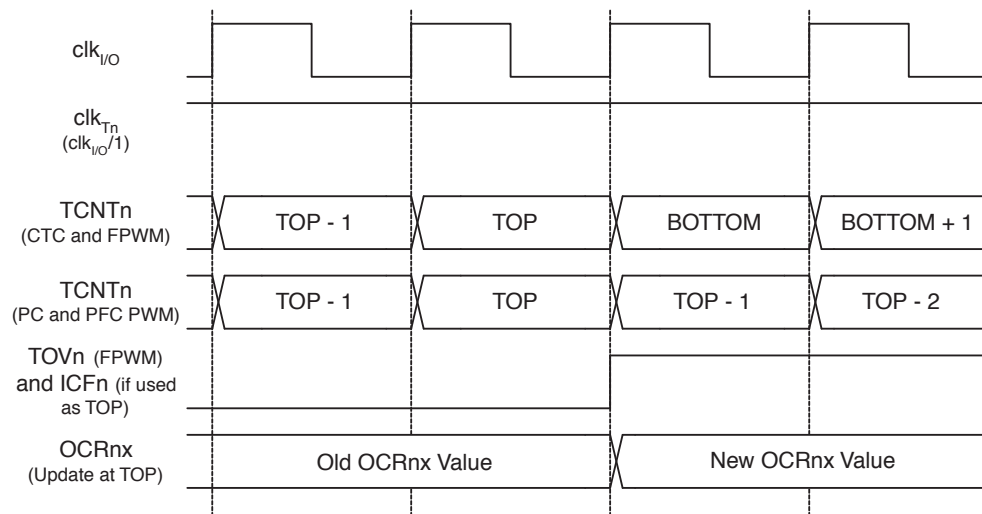 clkI/O
clkTn
(clkI/O/1)
TCNTn
(CTC and FPWM)
TOP - 1
TOP
BOTTOM
BOTTOM + 1
TCNTn
(PC and PFC PWM)
TOP - 1
TOP
TOP - 1
TOP - 2
TOVn (FPWM)
and ICFn (if used
as TOP)
OCRnx
(Update at TOP)
Old OCRnx Value
New OCRnx Value